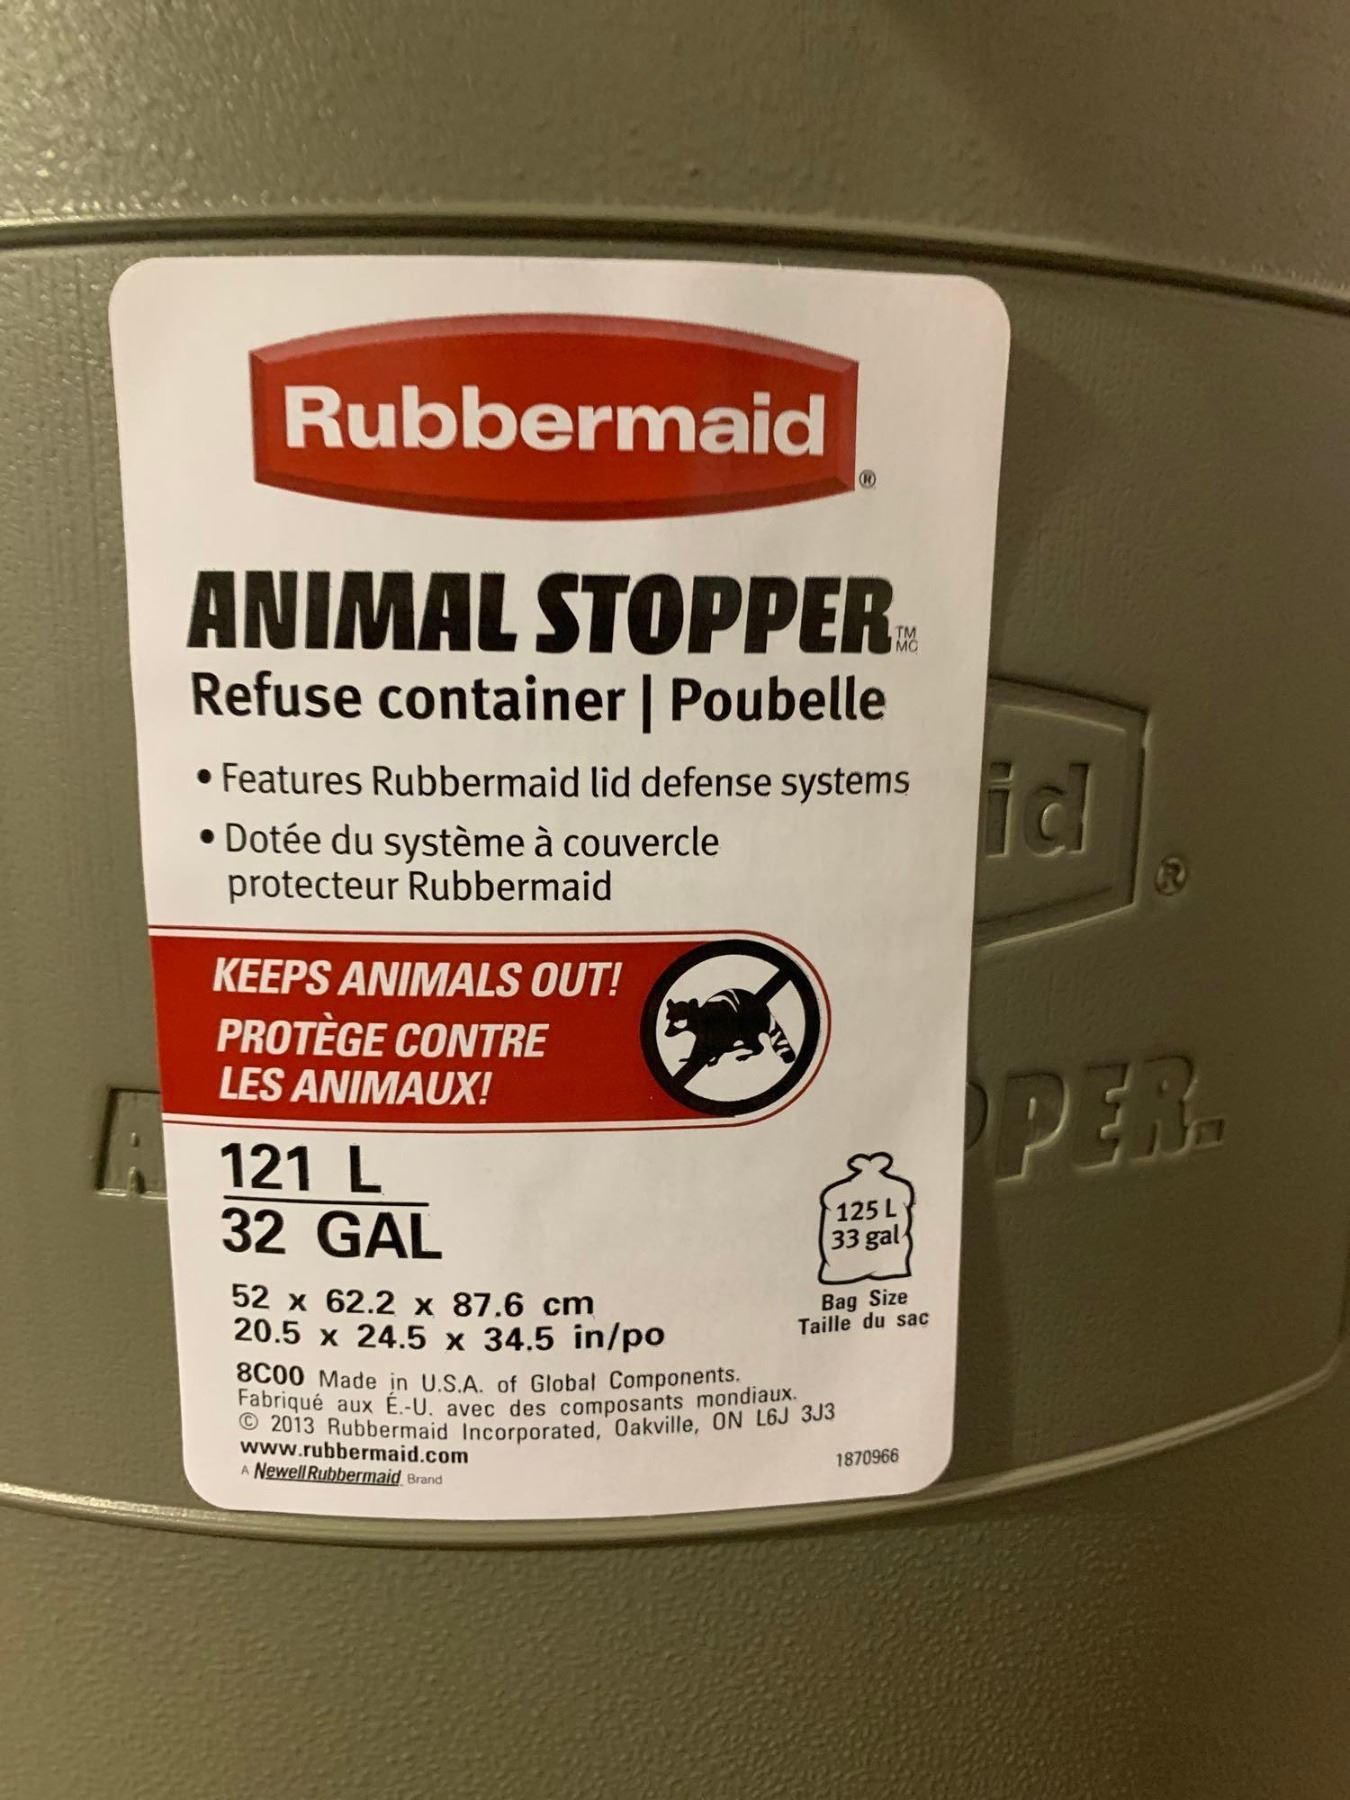 Rubbermaid®
ANIMAL STOPPER™ MC
Refuse container | Poubelle
• Features Rubbermaid lid defense systems
• Dotée du système à couvercle
protecteur Rubbermaid
KEEPS ANIMALS OUT!
PROTÈGE CONTRE
LES ANIMAUX!
121 L
32 GAL
125 L
33 gal
Bag Size
Taille du sac
52 x 62.2 x 87.6 cm
20.5 x 24.5 x 34.5 in/po
8C00 Made in U.S.A. of Global Components.
Fabriqué aux É.-U. avec des composants mondiaux.
© 2013 Rubbermaid Incorporated, Oakville, ON L6J 3J3
www.rubbermaid.com
A NewellRubbermaid Brand
1870966
id®
A
PPER